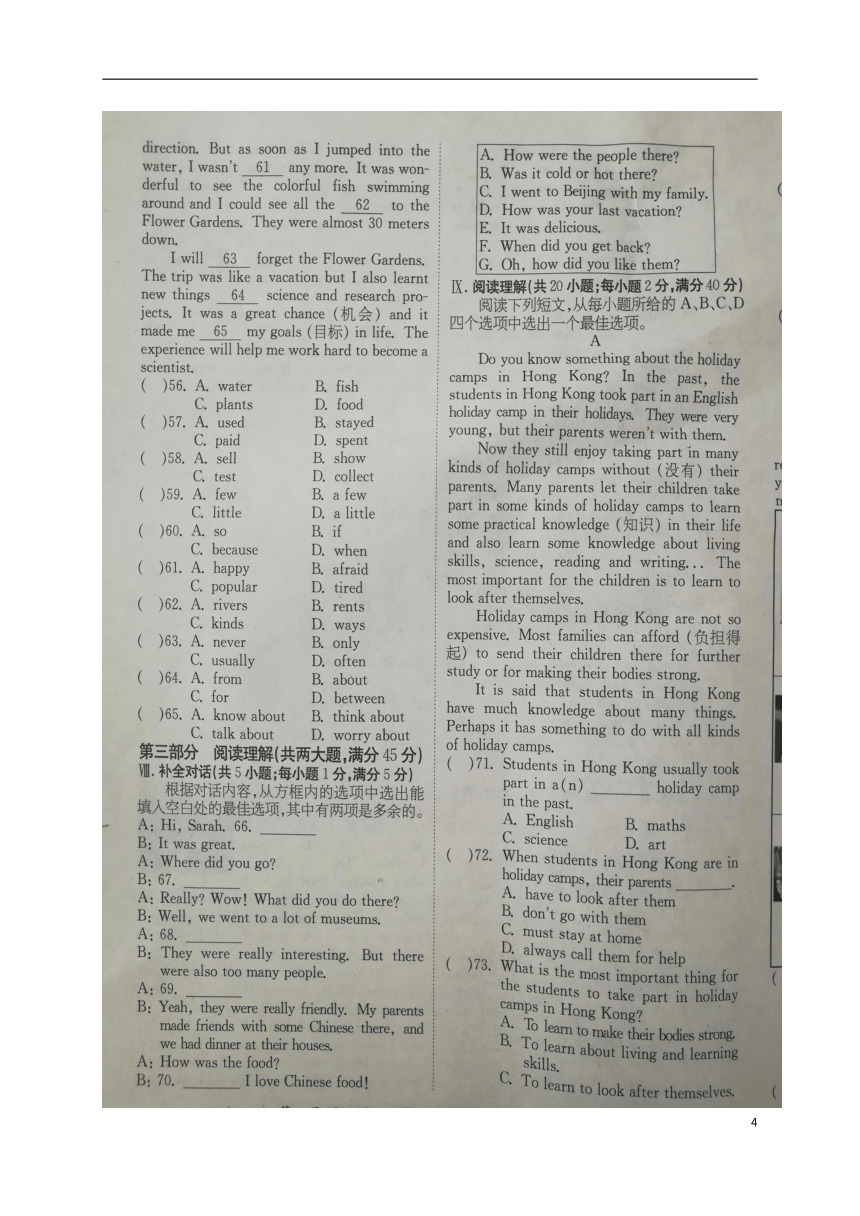 direction. But as soon as I jumped into the
water, I wasn't 61 any more. It was won-
derful to see the colorful fish swimming
around and I could see all the 62 to the
Flower Gardens. They were almost 30 meters
down.
I will 63 forget the Flower Gardens.
The trip was like a vacation but I also learnt
new things 64 science and research pro-
jects. It was a great chance (机会) and it
made me 65 my goals (目标) in life. The
experience will help me work hard to become a
scientist.
( )56. A. water B. fish
C. plants D. food
( )57. A. used B. stayed
C. paid D. spent
( )58. A. sell B. show
C. test D. collect
( )59. A. few B. a few
C. little D. a little
( )60. A. so B. if
C. because D. when
( )61. A. happy B. afraid
C. popular D. tired
( )62. A. rivers B. rents
C. kinds D. ways
( )63. A. never B. only
C. usually D. often
( )64. A. from B. about
C. for D. between
( )65. A. know about B. think about
C. talk about D. worry about
第三部分 阅读理解(共两大题,满分 45 分)
Ⅷ. 补全对话(共 5 小题;每小题 1 分,满分 5 分)
根据对话内容,从方框内的选项中选出能
填入空白处的最佳选项,其中有两项是多余的。
A: Hi, Sarah. 66. ________
B: It was great.
A: Where did you go?
B: 67. ________
A: Really? Wow! What did you do there?
B: Well, we went to a lot of museums.
A: 68. ________
B: They were really interesting. But there
were also too many people.
A: 69. ________
B: Yeah, they were really friendly. My parents
made friends with some Chinese there, and
we had dinner at their houses.
A: How was the food?
B: 70. ________ I love Chinese food!
A. How were the people there?
B. Was it cold or hot there?
C. I went to Beijing with my family.
D. How was your last vacation?
E. It was delicious.
F. When did you get back?
G. Oh, how did you like them?
Ⅸ. 阅读理解(共 20 小题;每小题 2 分,满分 40 分)
阅读下列短文,从每小题所给的 A、B、C、D
四个选项中选出一个最佳选项。
A
Do you know something about the holiday
camps in Hong Kong? In the past, the
students in Hong Kong took part in an English
holiday camp in their holidays. They were very
young, but their parents weren't with them.
Now they still enjoy taking part in many
kinds of holiday camps without (没有) their
parents. Many parents let their children take
part in some kinds of holiday camps to learn
some practical knowledge (知识) in their life
and also learn some knowledge about living
skills, science, reading and writing... The
most important for the children is to learn to
look after themselves.
Holiday camps in Hong Kong are not so
expensive. Most families can afford (负担得
起) to send their children there for further
study or for making their bodies strong.
It is said that students in Hong Kong
have much knowledge about many things.
Perhaps it has something to do with all kinds
of holiday camps.
( )71. Students in Hong Kong usually took
part in a(n) ________ holiday camp
in the past.
A. English B. maths
C. science D. art
( )72. When students in Hong Kong are in
holiday camps, their parents ________.
A. have to look after them
B. don't go with them
C. must stay at home
D. always call them for help
( )73. What is the most important thing for
the students to take part in holiday
camps in Hong Kong?
A. To learn to make their bodies strong.
B. To learn about living and learning
skills.
C. To learn to look after themselves.
4